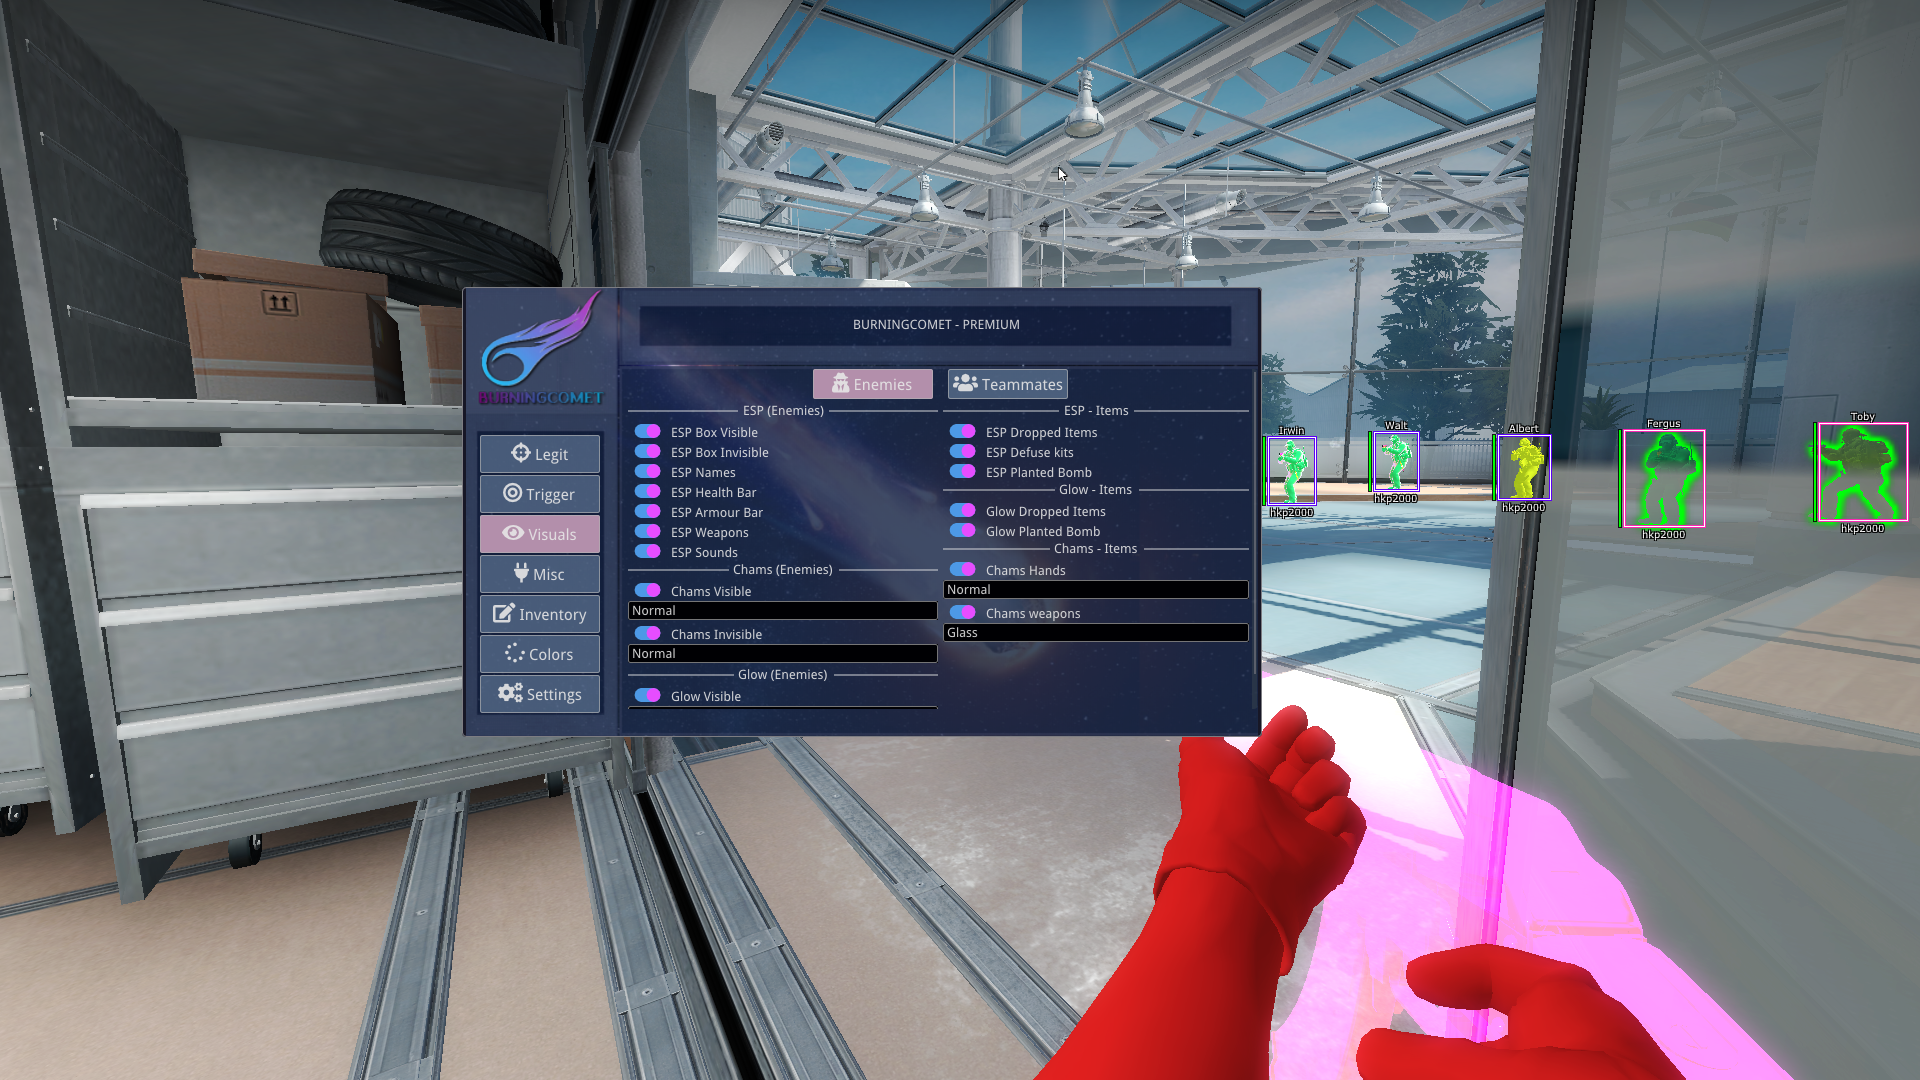 BURNINGCOMET - PREMIUM
BURNINGCOMET
Legit
Trigger
Visuals
Misc
Inventory
Colors
Settings
Enemies
Teammates
ESP (Enemies)
ESP Box Visible
ESP Box Invisible
ESP Names
ESP Health Bar
ESP Armour Bar
ESP Weapons
ESP Sounds
Chams (Enemies)
Chams Visible
Normal
Chams Invisible
Normal
Glow (Enemies)
Glow Visible
ESP - Items
ESP Dropped Items
ESP Defuse kits
ESP Planted Bomb
Glow - Items
Glow Dropped Items
Glow Planted Bomb
Chams - Items
Chams Hands
Normal
Chams weapons
Glass
Irwin
hkp2000
Walt
hkp2000
Albert
hkp2000
Fergus
hkp2000
Toby
hkp2000